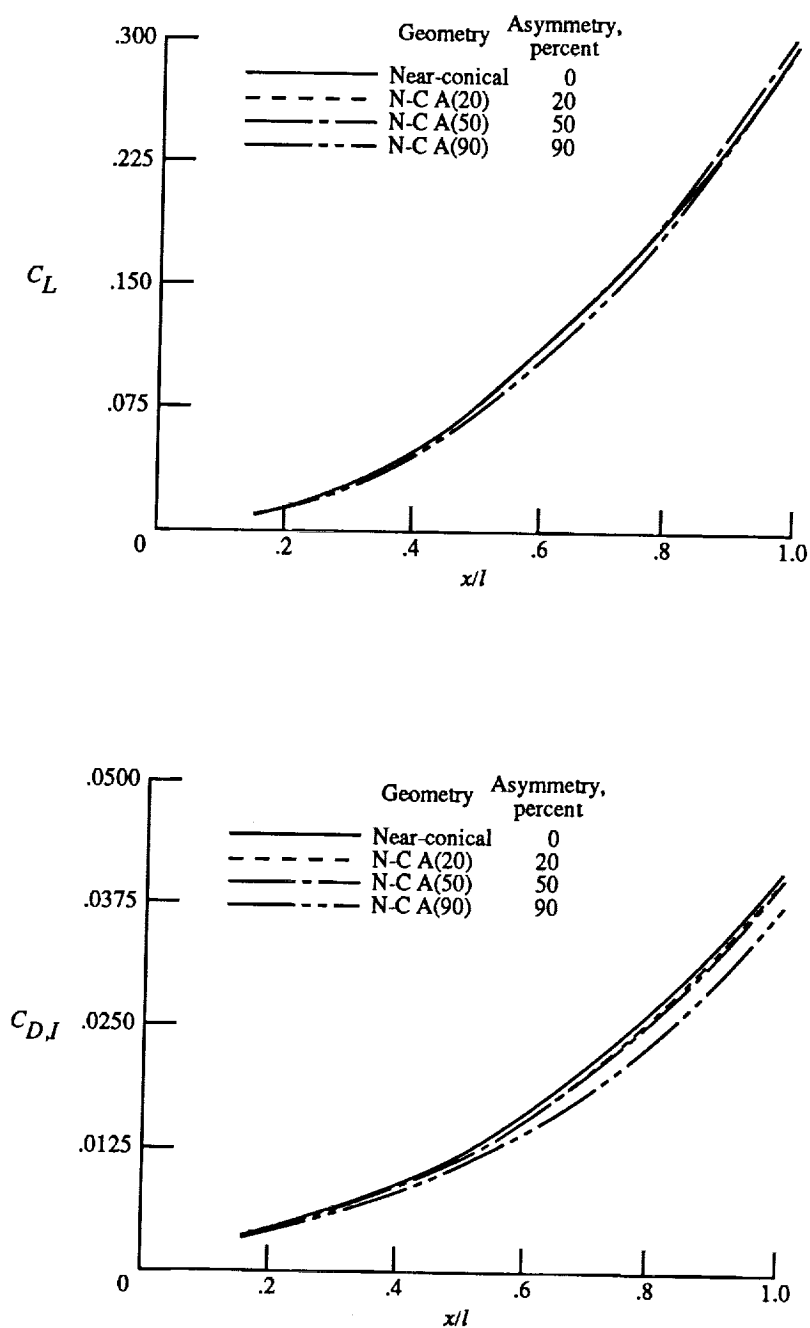 Geometry Asymmetry, percent
Near-conical 0
N-C A(20) 20
N-C A(50) 50
N-C A(90) 90
.300
.225
.150
.075
0
C_L
.2 .4 .6 .8 1.0
x/l
Geometry Asymmetry, percent
Near-conical 0
N-C A(20) 20
N-C A(50) 50
N-C A(90) 90
.0500
.0375
.0250
.0125
0
C_D,I
.2 .4 .6 .8 1.0
x/l